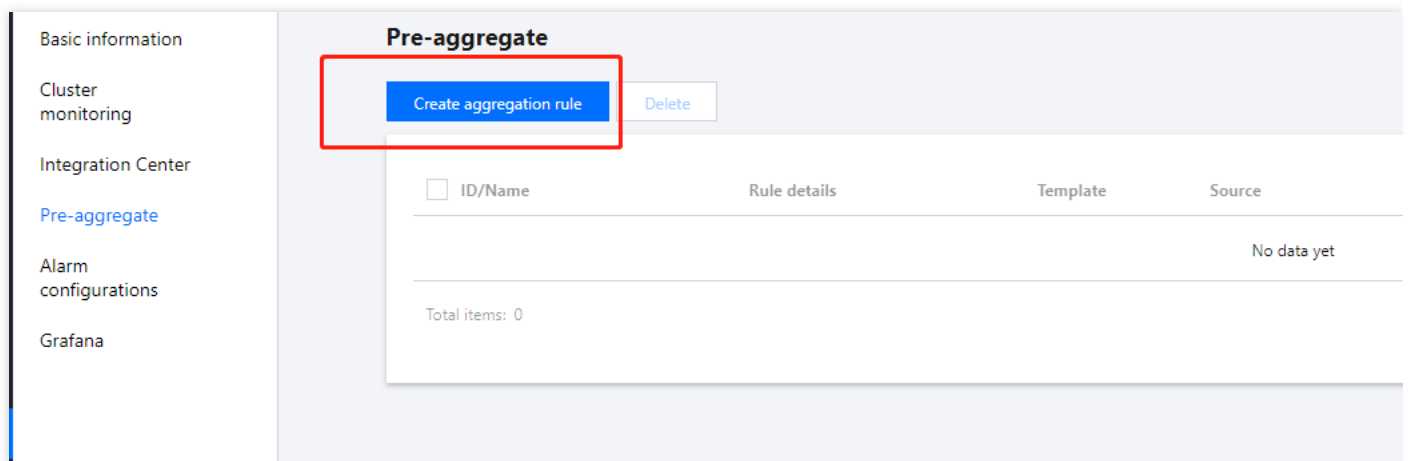 Basic information
Cluster
monitoring
Integration Center
Pre-aggregate
Alarm
configurations
Grafana
Pre-aggregate
Create aggregation rule Delete
ID/Name Rule details Template Source
No data yet
Total items: 0